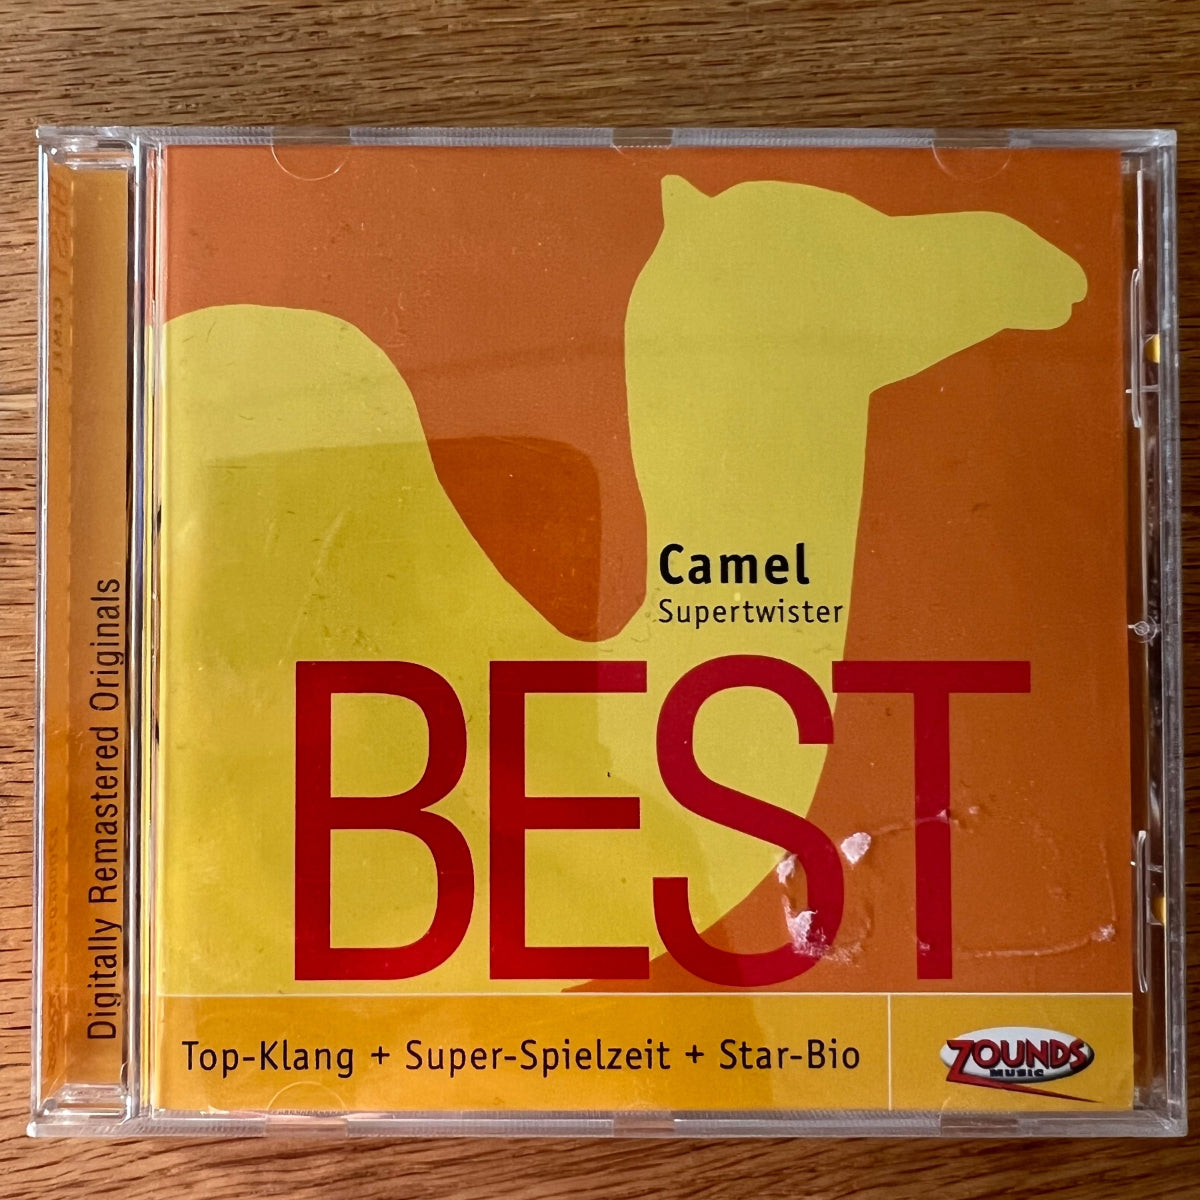 Digitally Remastered Originals
Camel
Supertwister
BEST
Top-Klang + Super-Spielzeit + Star-Bio
ZOUNDS
MUSIC